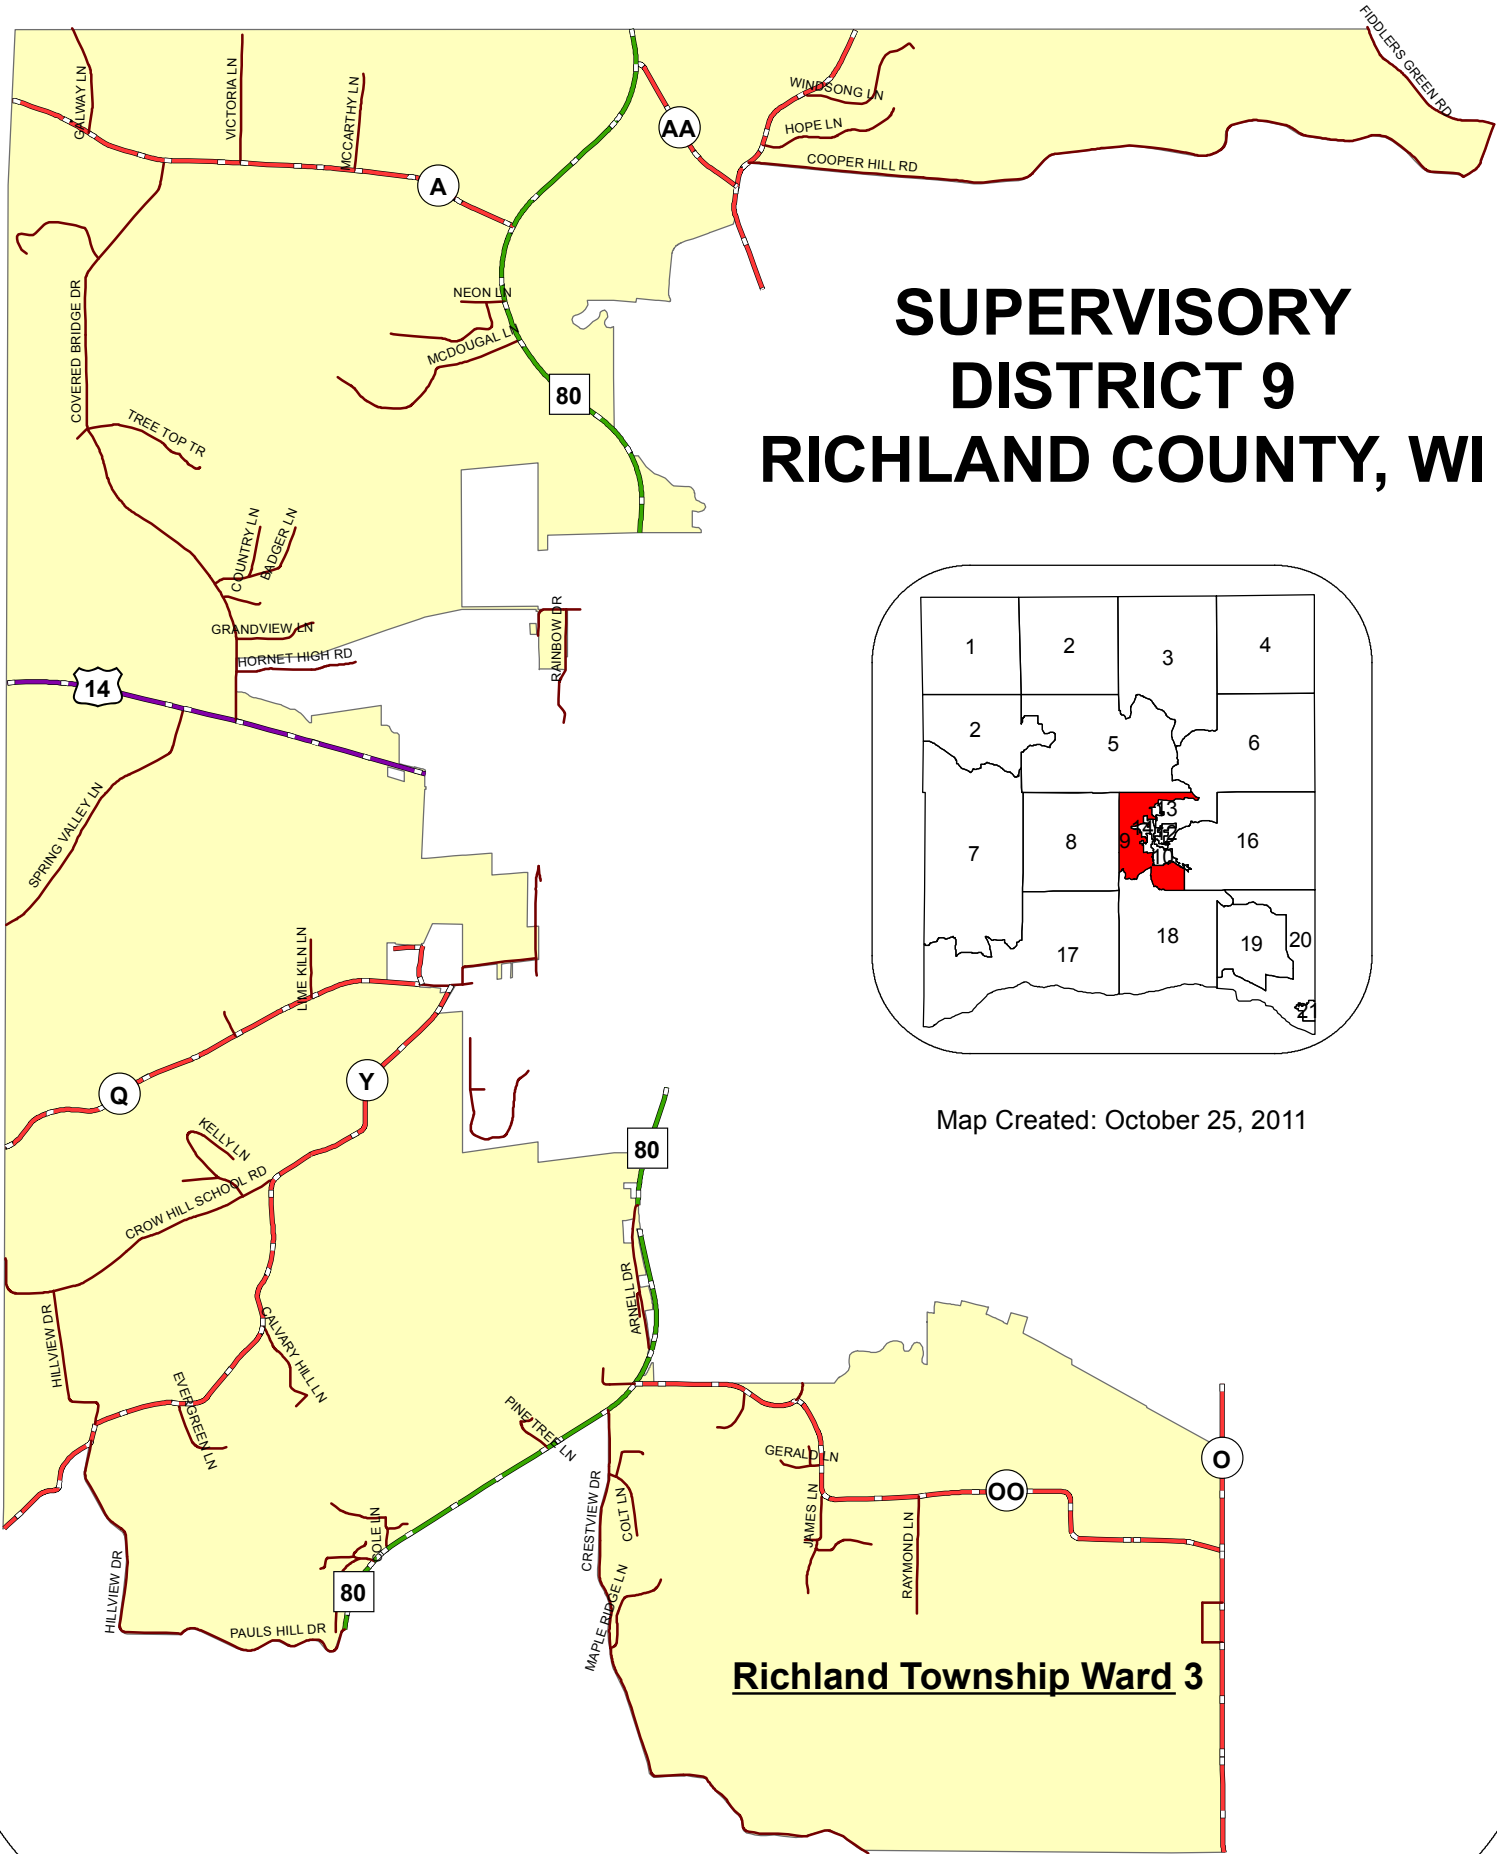 FIDDLERS GREEN RD
GALWAY LN
VICTORIA LN
MCCARTHY LN
WINDSONG LN
HOPE LN
COOPER HILL RD
AA
A
COVERED BRIDGE DR
NEON LN
MCDOUGAL LN
80
TREE TOP TR
SUPERVISORY
DISTRICT 9
RICHLAND COUNTY, WI
COUNTRY LN
BADGER LN
GRANDVIEW LN
HORNET HIGH RD
RAINBOW DR
14
SPRING VALLEY LN
1
2
3
4
2
5
6
7
8
9
13
16
17
18
19
20
21
Map Created: October 25, 2011
LIME KILN LN
Q
Y
KELLY LN
CROW HILL SCHOOL RD
80
ARNELL DR
HILLVIEW DR
CALVARY HILL LN
EVERGREEN LN
PINE TREE LN
GERALD LN
O
OO
CRESTVIEW DR
COLT LN
JAMES LN
RAYMOND LN
COLE LN
80
HILLVIEW DR
PAULS HILL DR
MAPLE RIDGE LN
Richland Township Ward 3